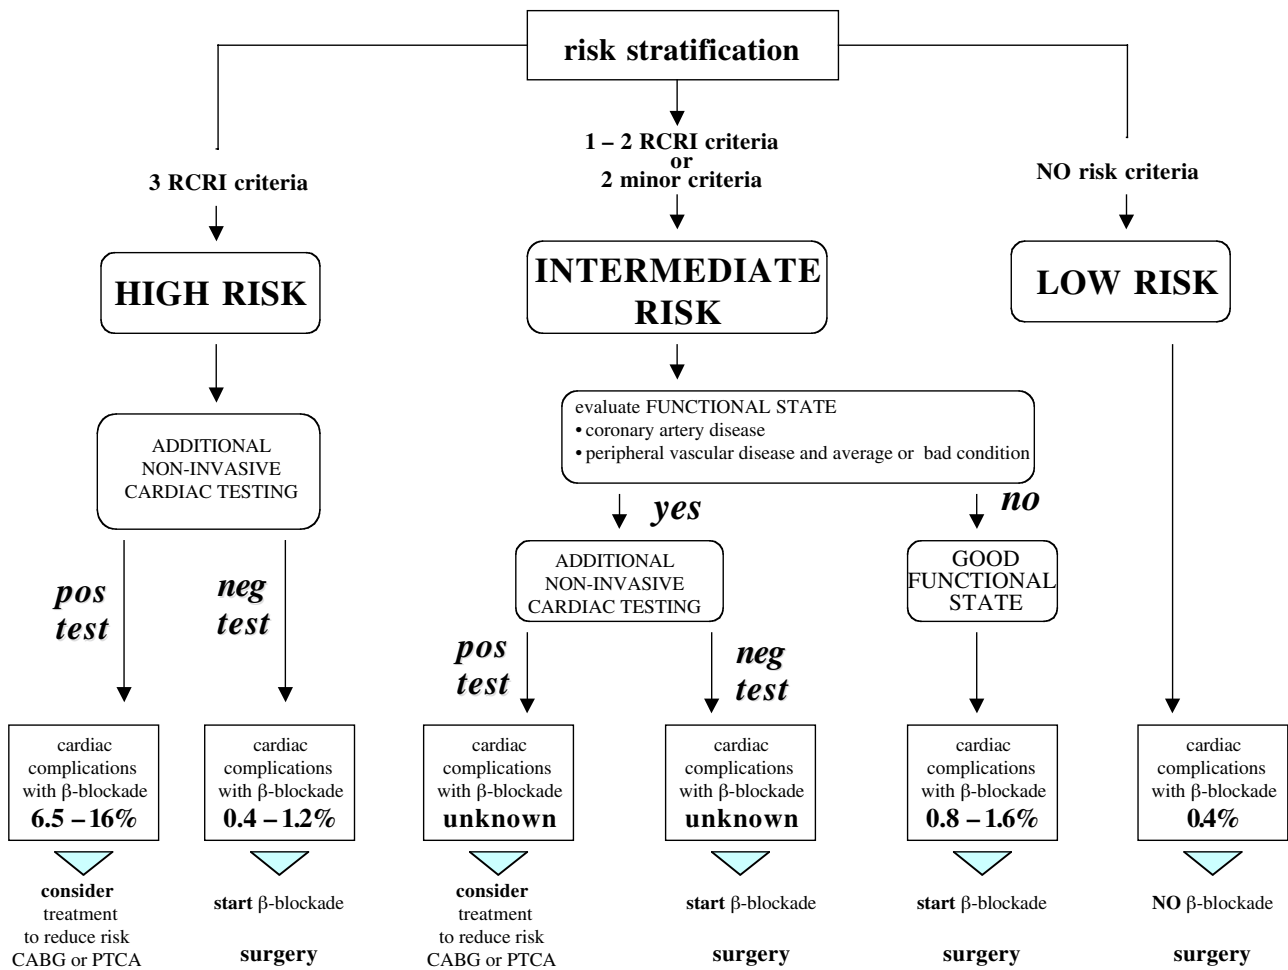 risk stratification
3 RCRI criteria
1 – 2 RCRI criteria
or
2 minor criteria
NO risk criteria
HIGH RISK
INTERMEDIATE
RISK
LOW RISK
ADDITIONAL
NON-INVASIVE
CARDIAC TESTING
evaluate FUNCTIONAL STATE
• coronary artery disease
• peripheral vascular disease and average or bad condition
yes
no
ADDITIONAL
NON-INVASIVE
CARDIAC TESTING
GOOD
FUNCTIONAL
STATE
pos
test
neg
test
pos
test
neg
test
cardiac
complications
with β-blockade
6.5 – 16%
cardiac
complications
with β-blockade
0.4 – 1.2%
cardiac
complications
with β-blockade
unknown
cardiac
complications
with β-blockade
unknown
cardiac
complications
with β-blockade
0.8 – 1.6%
cardiac
complications
with β-blockade
0.4%
consider
treatment
to reduce risk
CABG or PTCA
start β-blockade
surgery
consider
treatment
to reduce risk
CABG or PTCA
start β-blockade
surgery
start β-blockade
surgery
NO β-blockade
surgery